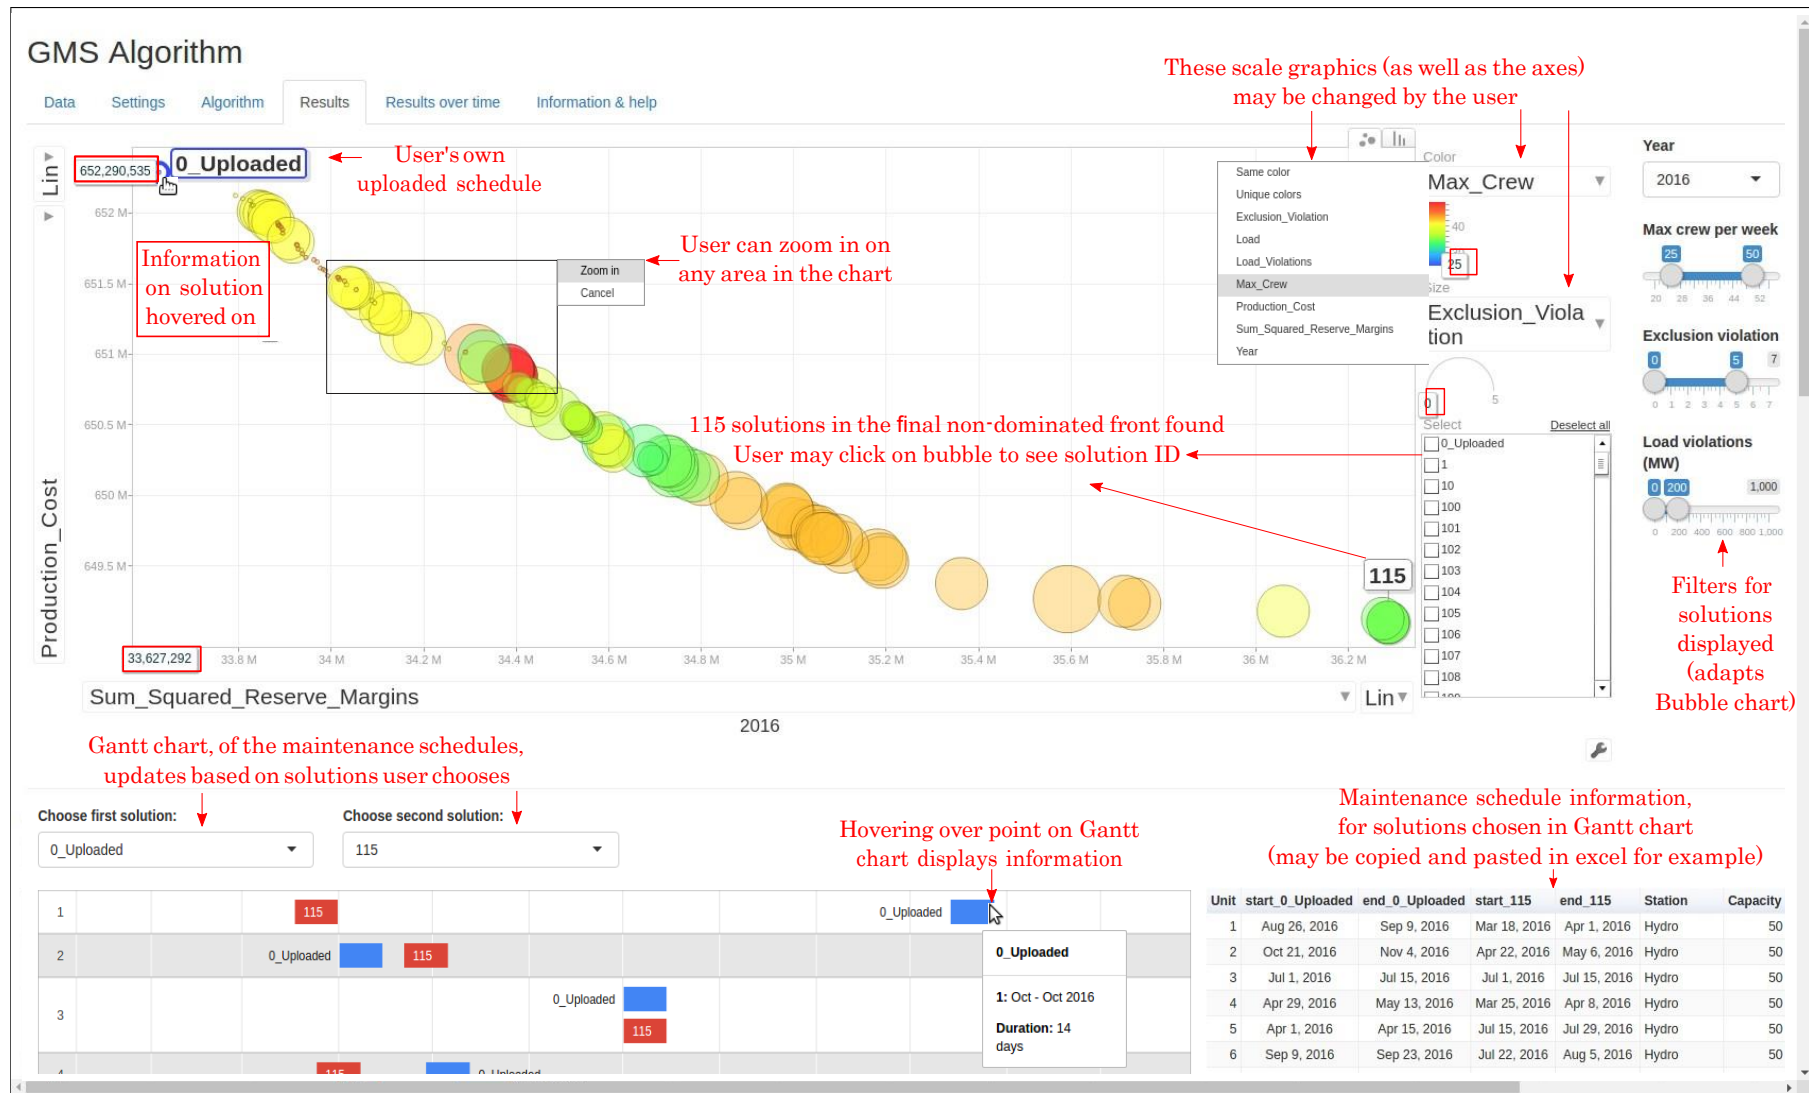 GMS Algorithm
Data Settings Algorithm Results Results over time Information & help
These scale graphics (as well as the axes)
may be changed by the user
Lin
652,290,535
0_Uploaded
User's own
uploaded schedule
652 M
651.5 M
651 M
650.5 M
650 M
649.5 M
Production_Cost
Information
on solution
hovered on
Zoom in
Cancel
User can zoom in on
any area in the chart
115 solutions in the final non-dominated front found
User may click on bubble to see solution ID
115
33,627,292
33.8 M 34 M 34.2 M 34.4 M 34.6 M 34.8 M 35 M 35.2 M 35.4 M 35.6 M 35.8 M 36 M 36.2 M
Sum_Squared_Reserve_Margins
Lin
2016
Same color
Unique colors
Exclusion_Violation
Load
Load_Violations
Max_Crew
Production_Cost
Sum_Squared_Reserve_Margins
Year
Color
Max_Crew
40
25
Size
Exclusion_Viola
tion
0
5
Select Deselect all
0_Uploaded
1
10
100
101
102
103
104
105
106
107
108
109
Year
2016
Max crew per week
25 50
20 28 36 44 52
Exclusion violation
0 5 7
0 1 2 3 4 5 6 7
Load violations
(MW)
0 200 1,000
0 200 400 600 800 1,000
Filters for
solutions
displayed
(adapts
Bubble chart)
Gantt chart, of the maintenance schedules,
updates based on solutions user chooses
Choose first solution:
0_Uploaded
Choose second solution:
115
Hovering over point on Gantt
chart displays information
Maintenance schedule information,
for solutions chosen in Gantt chart
(may be copied and pasted in excel for example)
1 115 0_Uploaded
2 0_Uploaded 115
3 0_Uploaded
115
4 115 0_Uploaded
0_Uploaded
1: Oct - Oct 2016
Duration: 14
days
Unit start_0_Uploaded end_0_Uploaded start_115 end_115 Station Capacity
1 Aug 26, 2016 Sep 9, 2016 Mar 18, 2016 Apr 1, 2016 Hydro 50
2 Oct 21, 2016 Nov 4, 2016 Apr 22, 2016 May 6, 2016 Hydro 50
3 Jul 1, 2016 Jul 15, 2016 Jul 1, 2016 Jul 15, 2016 Hydro 50
4 Apr 29, 2016 May 13, 2016 Mar 25, 2016 Apr 8, 2016 Hydro 50
5 Apr 1, 2016 Apr 15, 2016 Jul 15, 2016 Jul 29, 2016 Hydro 50
6 Sep 9, 2016 Sep 23, 2016 Jul 22, 2016 Aug 5, 2016 Hydro 50